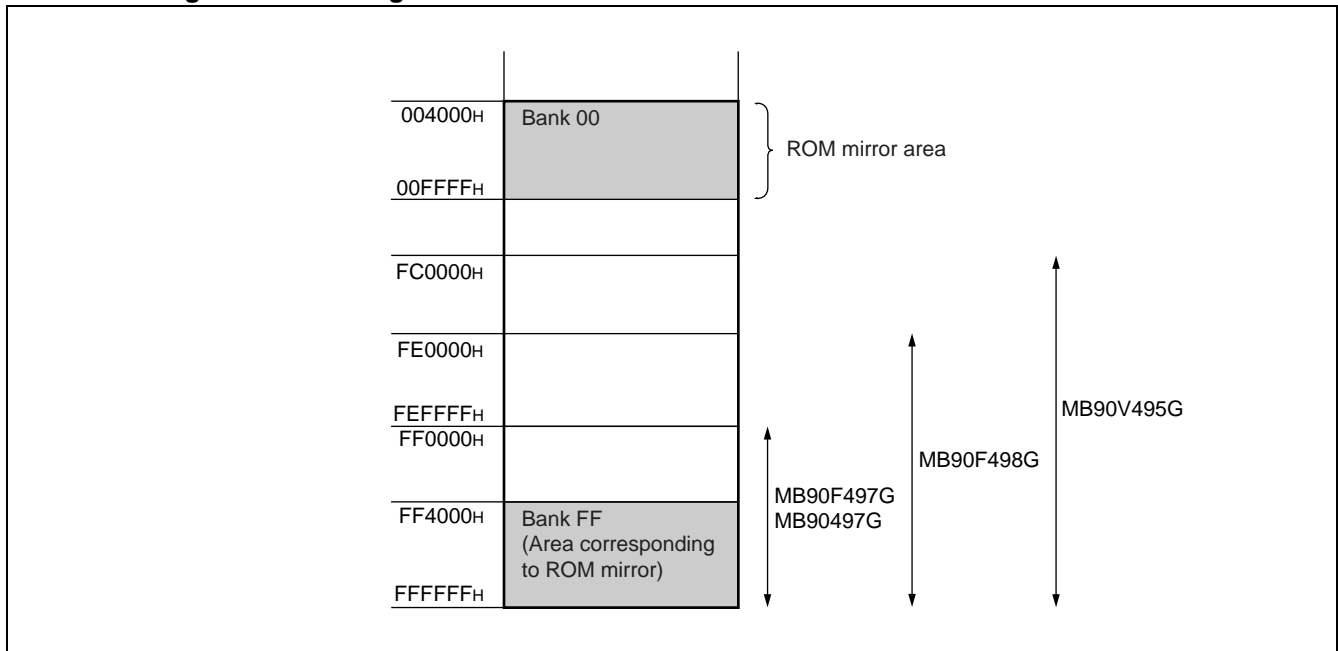 004000H
Bank 00
ROM mirror area
00FFFFH
FC0000H
FE0000H
FEFFFFH
FF0000H
MB90V495G
MB90F498G
MB90F497G
MB90497G
FF4000H
Bank FF
(Area corresponding
to ROM mirror)
FFFFFFH